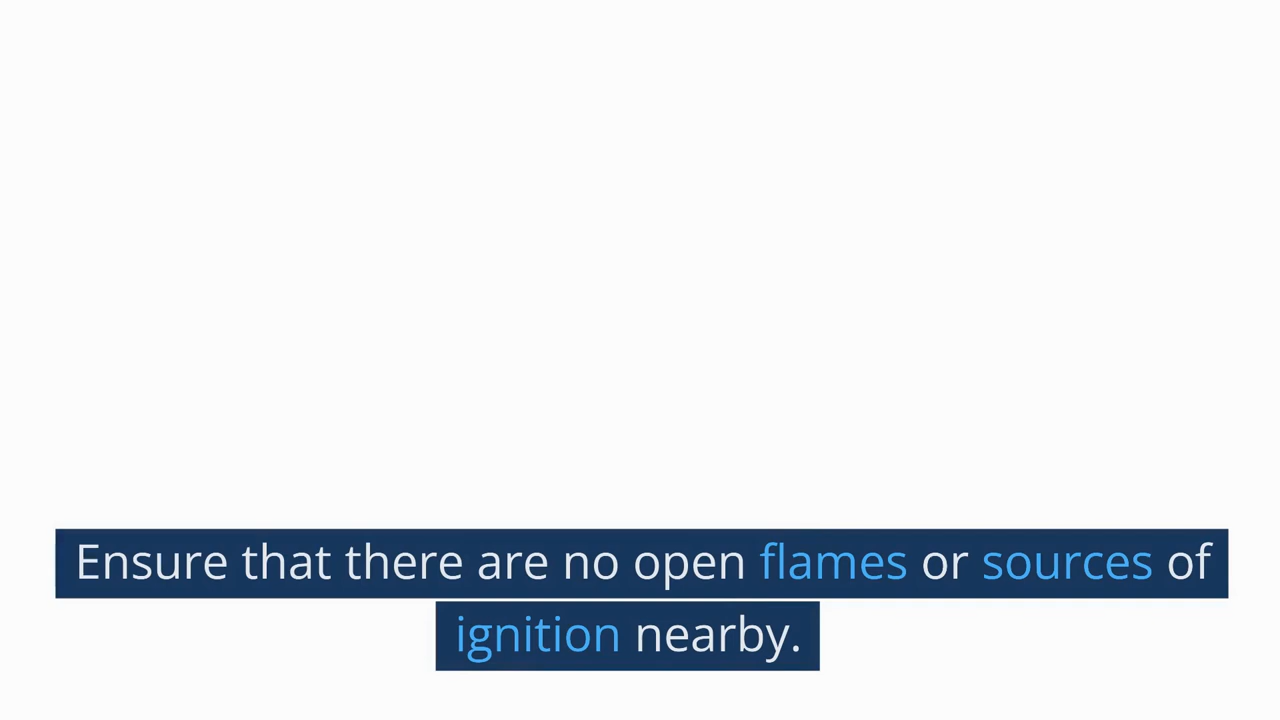 Ensure that there are no open flames or sources of
ignition nearby.